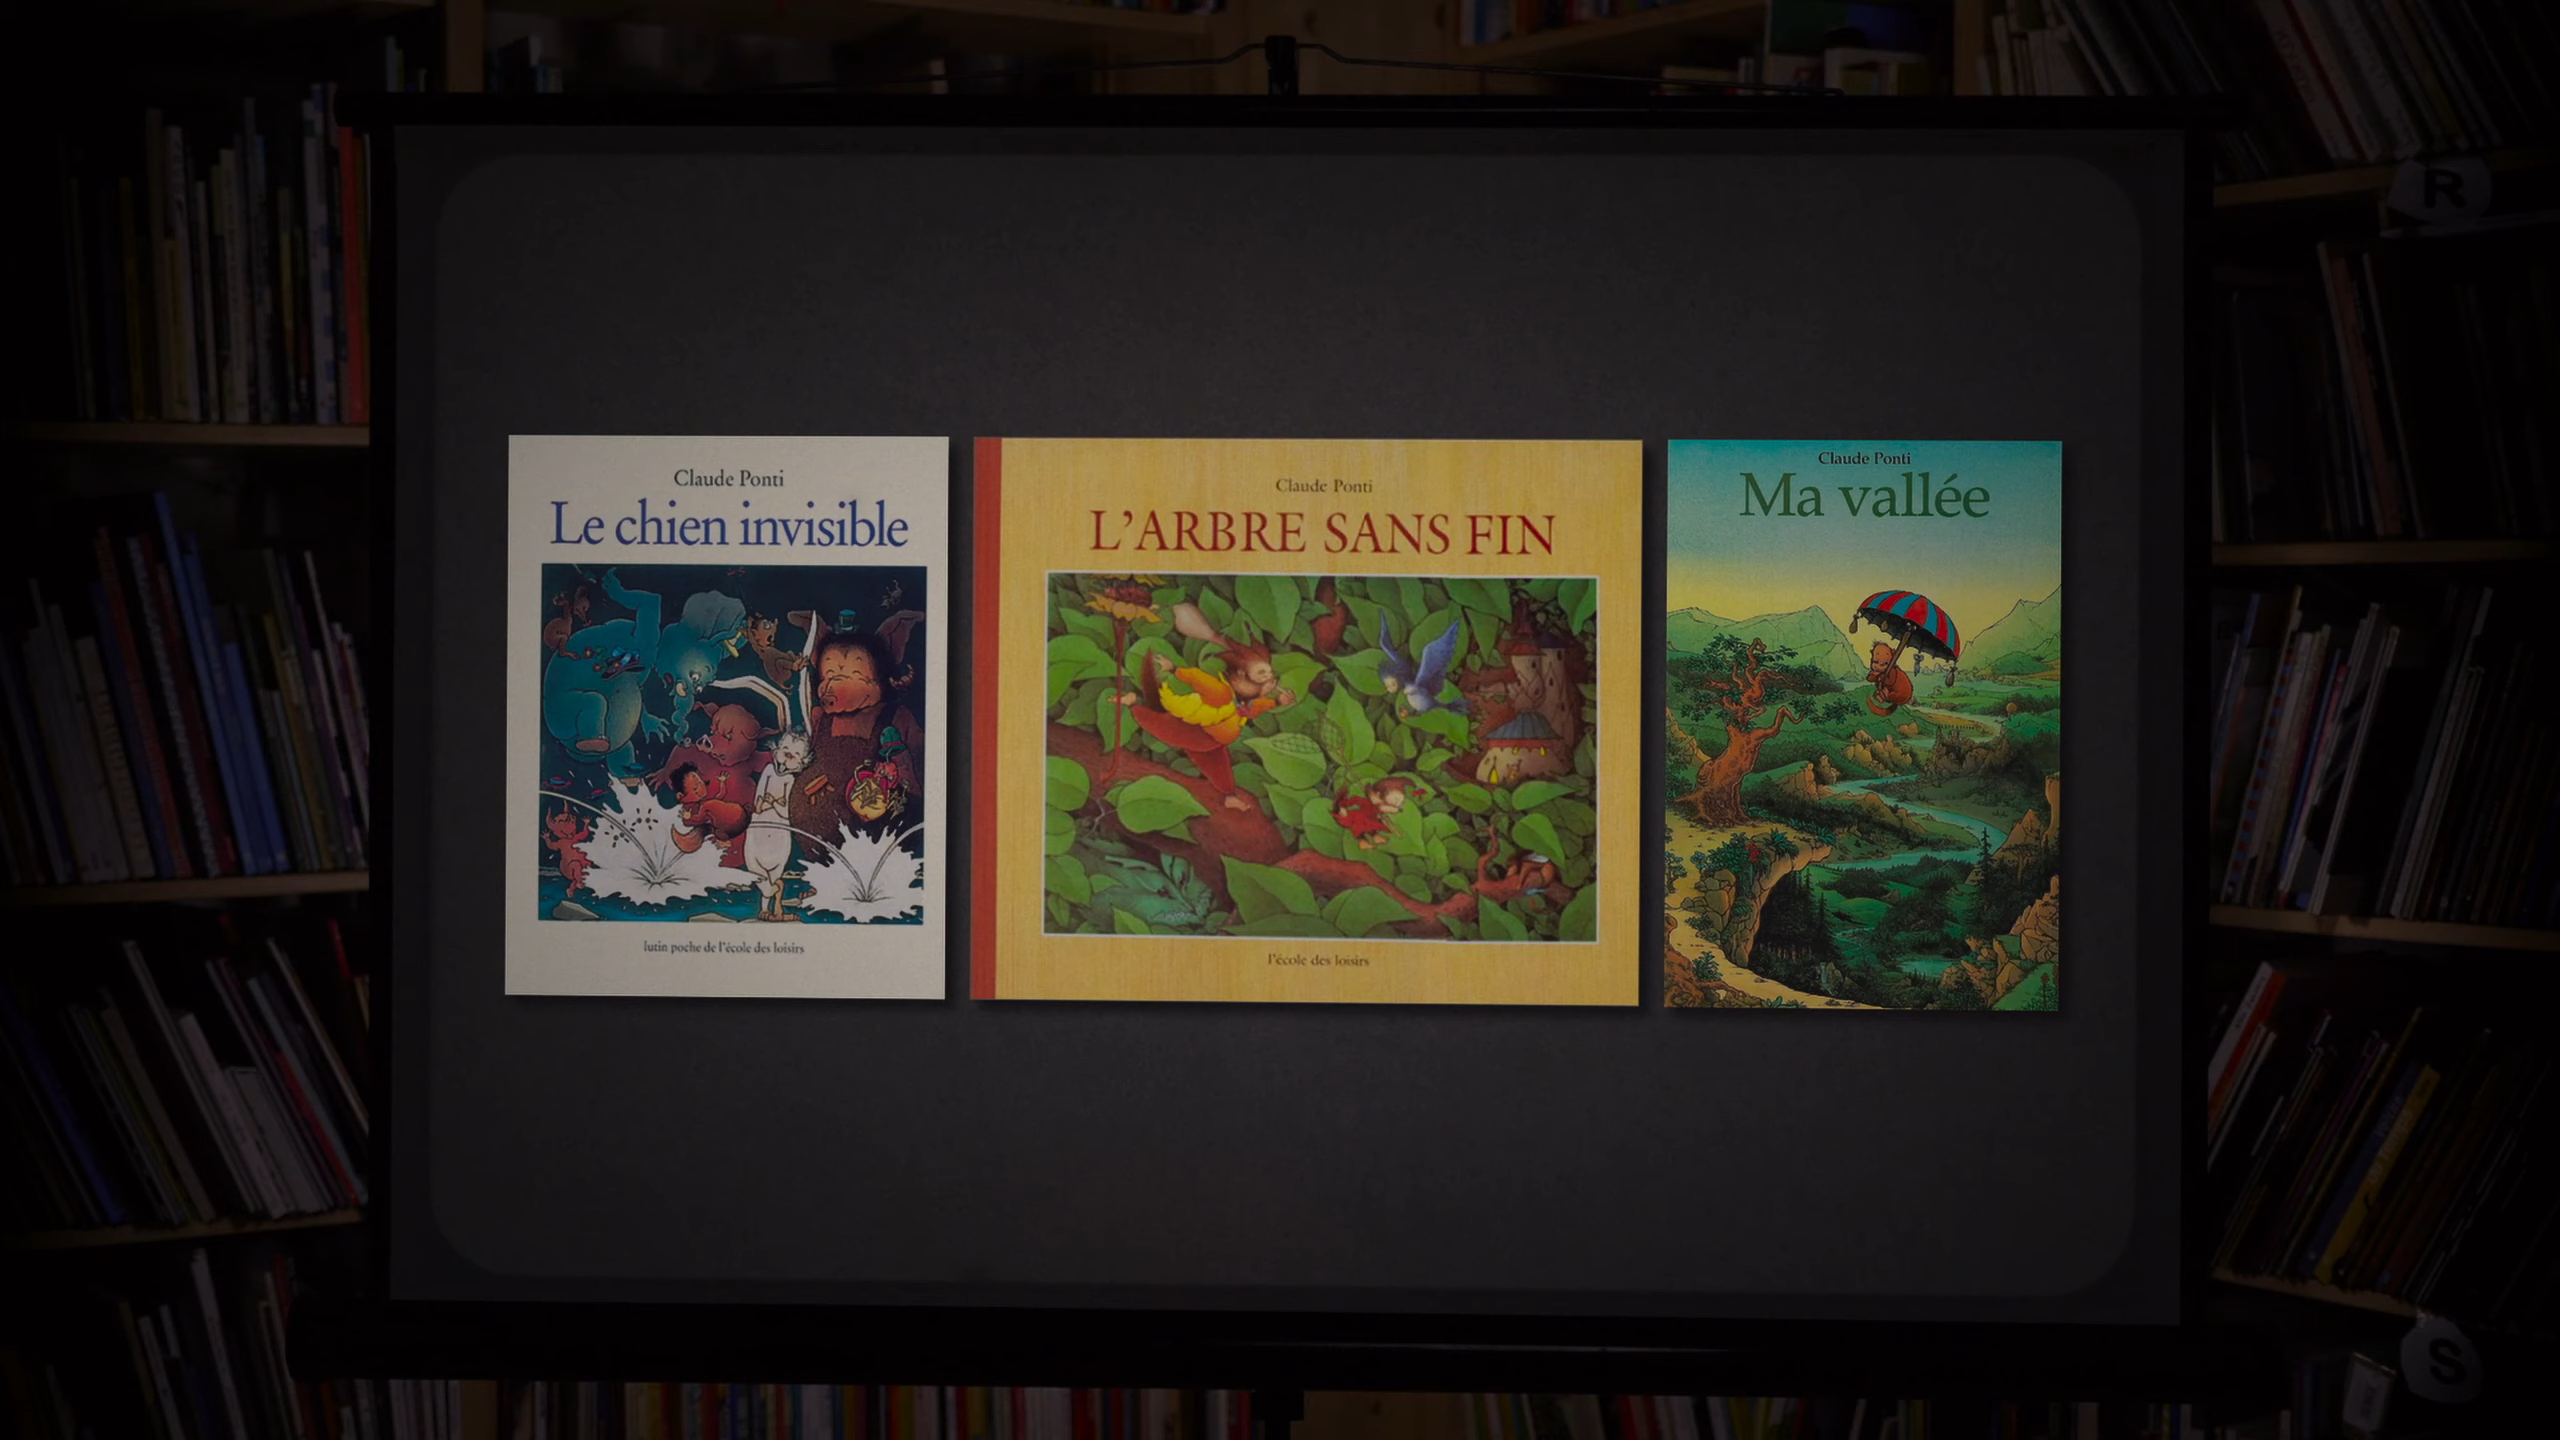 Claude Ponti
Le chien invisible
lutin poche de l'école des loisirs
Claude Ponti
L'ARBRE SANS FIN
l'école des loisirs
Claude Ponti
Ma vallée
R
S